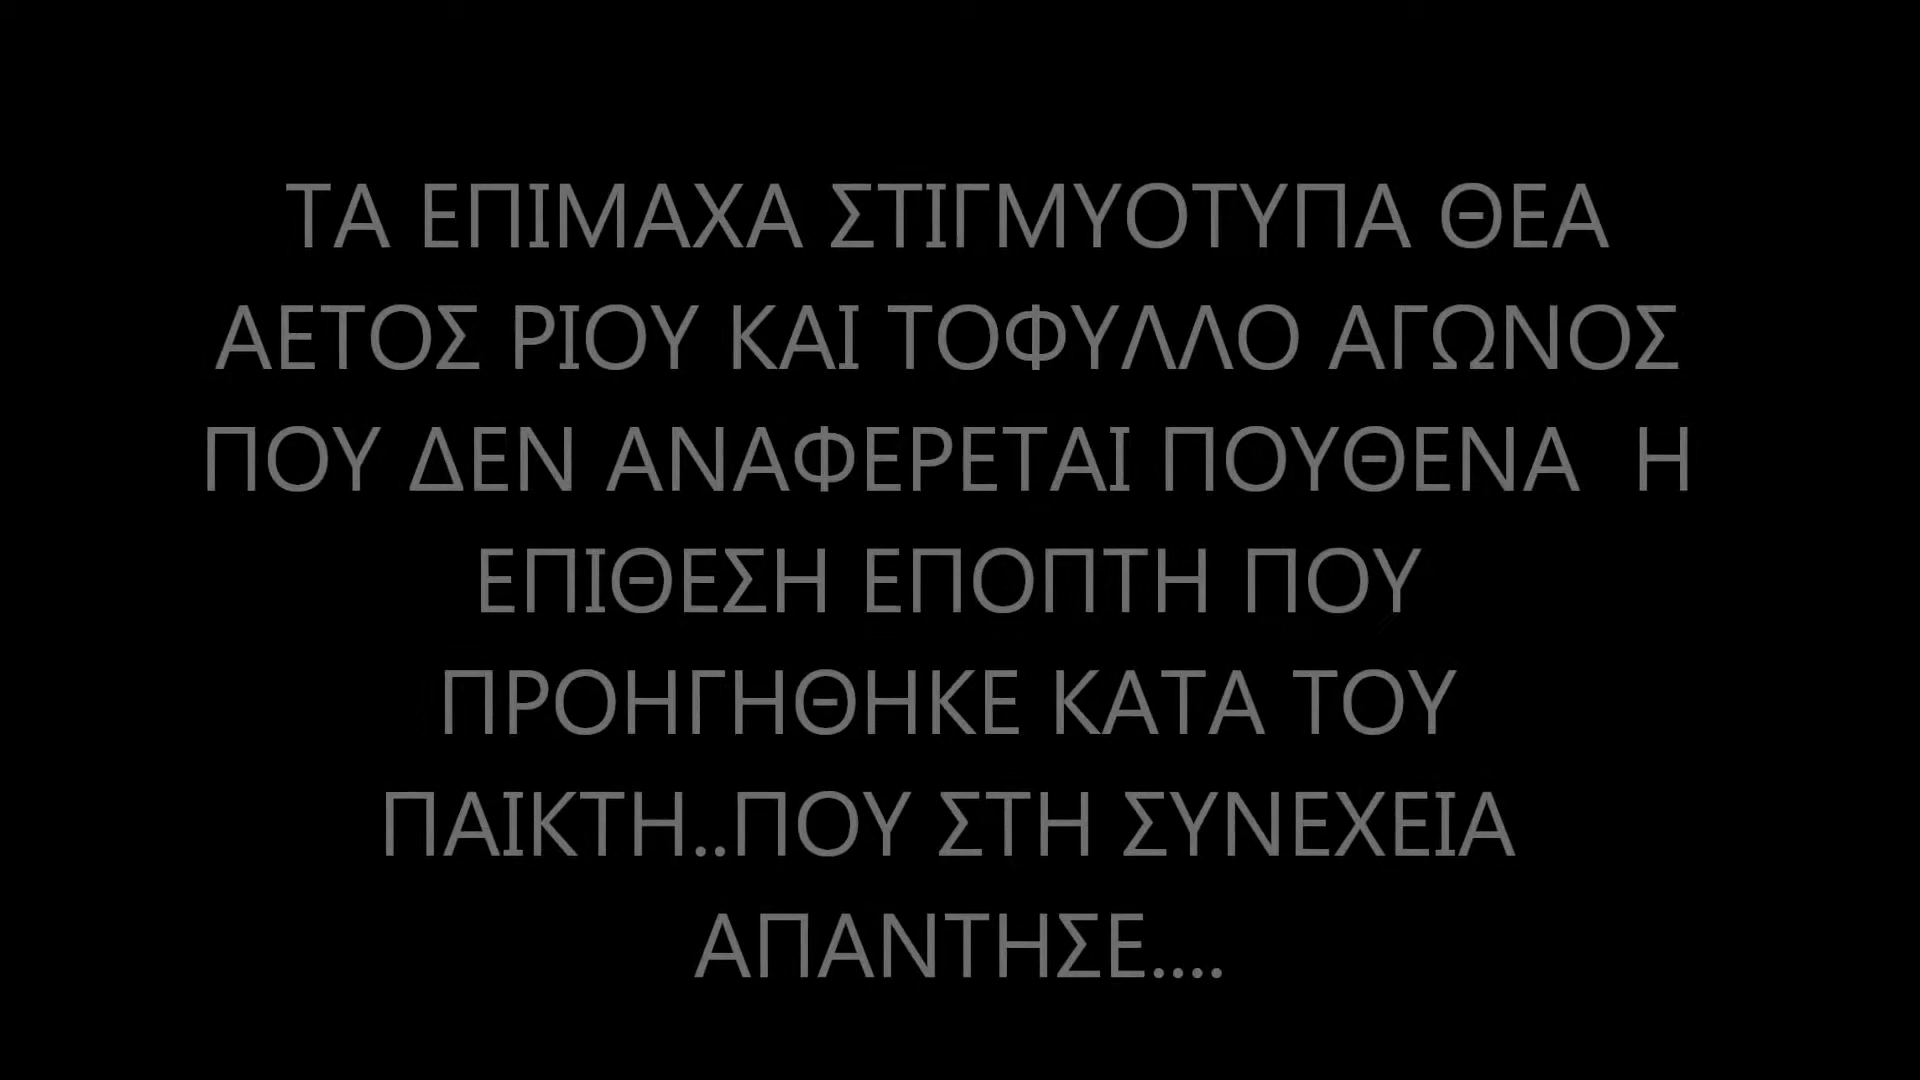 ΤΑ ΕΠΙΜΑΧΑ ΣΤΙΓΜΥΟΤΥΠΑ ΘΕΑ
ΑΕΤΟΣ ΡΙΟΥ ΚΑΙ ΤΟΦΥΛΛΟ ΑΓΩΝΟΣ
ΠΟΥ ΔΕΝ ΑΝΑΦΕΡΕΤΑΙ ΠΟΥΘΕΝΑ  Η
ΕΠΙΘΕΣΗ ΕΠΟΠΤΗ ΠΟΥ
ΠΡΟΗΓΗΘΗΚΕ ΚΑΤΑ ΤΟΥ
ΠΑΙΚΤΗ..ΠΟΥ ΣΤΗ ΣΥΝΕΧΕΙΑ
ΑΠΑΝΤΗΣΕ....